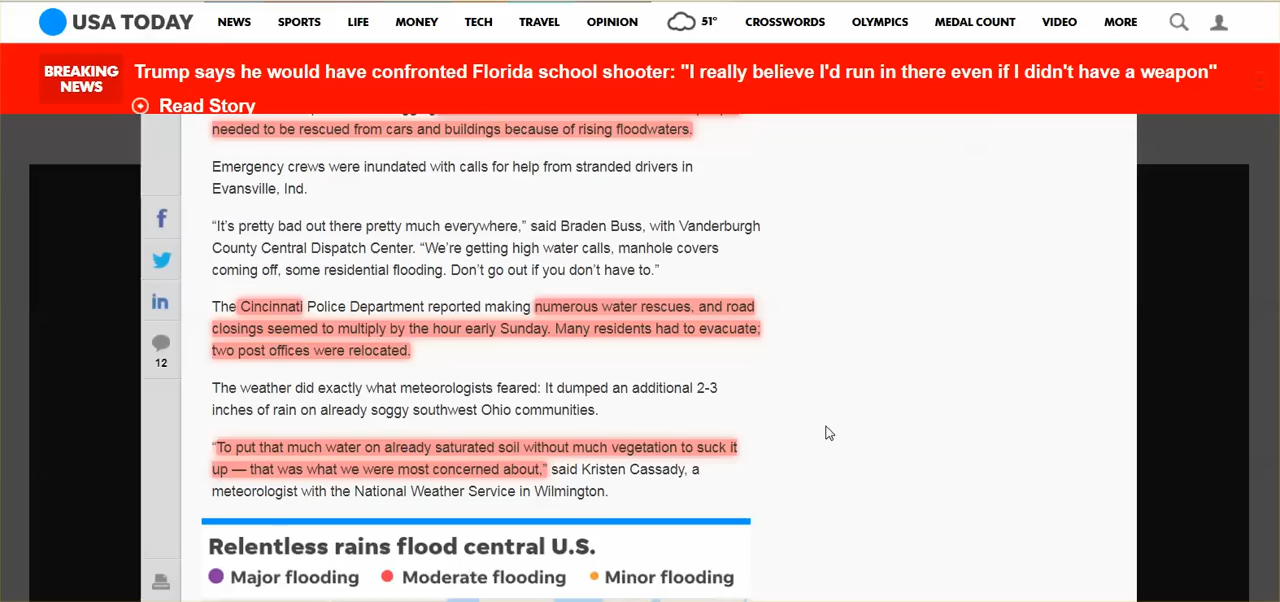 USA TODAY NEWS SPORTS LIFE MONEY TECH TRAVEL OPINION 51° CROSSWORDS OLYMPICS MEDAL COUNT VIDEO MORE
BREAKING NEWS
Trump says he would have confronted Florida school shooter: "I really believe I'd run in there even if I didn't have a weapon"
Read Story
needed to be rescued from cars and buildings because of rising floodwaters.
Emergency crews were inundated with calls for help from stranded drivers in
Evansville, Ind.
“It’s pretty bad out there pretty much everywhere,” said Braden Buss, with Vanderburgh
County Central Dispatch Center. “We’re getting high water calls, manhole covers
coming off, some residential flooding. Don’t go out if you don’t have to.”
The Cincinnati Police Department reported making numerous water rescues, and road
closings seemed to multiply by the hour early Sunday. Many residents had to evacuate;
two post offices were relocated.
The weather did exactly what meteorologists feared: It dumped an additional 2-3
inches of rain on already soggy southwest Ohio communities.
“To put that much water on already saturated soil without much vegetation to suck it
up — that was what we were most concerned about,” said Kristen Cassady, a
meteorologist with the National Weather Service in Wilmington.
Relentless rains flood central U.S.
Major flooding Moderate flooding Minor flooding
f
in
12